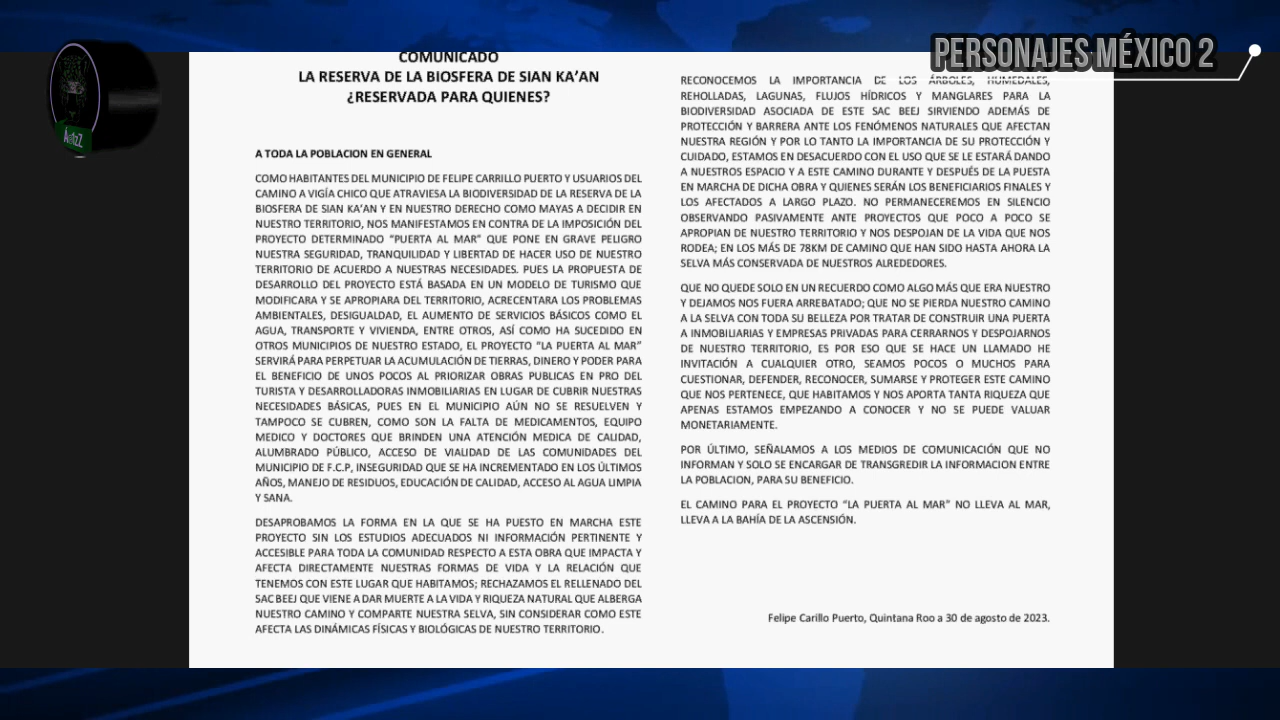 PERSONAJES MÉXICO 2
COMUNICADO
LA RESERVA DE LA BIOSFERA DE SIAN KA’AN
¿RESERVADA PARA QUIENES?
A TODA LA POBLACION EN GENERAL
COMO HABITANTES DEL MUNICIPIO DE FELIPE CARRILLO PUERTO Y USUARIOS DEL
CAMINO A VIGÍA CHICO QUE ATRAVIESA LA BIODIVERSIDAD DE LA RESERVA DE LA
BIOSFERA DE SIAN KA’AN Y EN NUESTRO DERECHO COMO MAYAS A DECIDIR EN
NUESTRO TERRITORIO, NOS MANIFESTAMOS EN CONTRA DE LA IMPOSICIÓN DEL
PROYECTO DETERMINADO “PUERTA AL MAR” QUE PONE EN GRAVE PELIGRO
NUESTRA SEGURIDAD, TRANQUILIDAD Y LIBERTAD DE HACER USO DE NUESTRO
TERRITORIO DE ACUERDO A NUESTRAS NECESIDADES. PUES LA PROPUESTA DE
DESARROLLO DEL PROYECTO ESTÁ BASADA EN UN MODELO DE TURISMO QUE
MODIFICARA Y SE APROPIARA DEL TERRITORIO, ACRECENTARA LOS PROBLEMAS
AMBIENTALES, DESIGUALDAD, EL AUMENTO DE SERVICIOS BÁSICOS COMO EL
AGUA, TRANSPORTE Y VIVIENDA, ENTRE OTROS, ASÍ COMO HA SUCEDIDO EN
OTROS MUNICIPIOS DE NUESTRO ESTADO, EL PROYECTO “LA PUERTA AL MAR”
SERVIRÁ PARA PERPETUAR LA ACUMULACIÓN DE TIERRAS, DINERO Y PODER PARA
EL BENEFICIO DE UNOS POCOS AL PRIORIZAR OBRAS PUBLICAS EN PRO DEL
TURISTA Y DESARROLLADORAS INMOBILIARIAS EN LUGAR DE CUBRIR NUESTRAS
NECESIDADES BÁSICAS, PUES EN EL MUNICIPIO AÚN NO SE RESUELVEN Y
TAMPOCO SE CUBREN, COMO SON LA FALTA DE MEDICAMENTOS, EQUIPO
MEDICO Y DOCTORES QUE BRINDEN UNA ATENCIÓN MEDICA DE CALIDAD,
ALUMBRADO PÚBLICO, ACCESO DE VIALIDAD DE LAS COMUNIDADES DEL
MUNICIPIO DE F.C.P, INSEGURIDAD QUE SE HA INCREMENTADO EN LOS ÚLTIMOS
AÑOS, MANEJO DE RESIDUOS, EDUCACIÓN DE CALIDAD, ACCESO AL AGUA LIMPIA
Y SANA.
DESAPROBAMOS LA FORMA EN LA QUE SE HA PUESTO EN MARCHA ESTE
PROYECTO SIN LOS ESTUDIOS ADECUADOS NI INFORMACIÓN PERTINENTE Y
ACCESIBLE PARA TODA LA COMUNIDAD RESPECTO A ESTA OBRA QUE IMPACTA Y
AFECTA DIRECTAMENTE NUESTRAS FORMAS DE VIDA Y LA RELACIÓN QUE
TENEMOS CON ESTE LUGAR QUE HABITAMOS; RECHAZAMOS EL RELLENADO DEL
SAC BEEJ QUE VIENE A DAR MUERTE A LA VIDA Y RIQUEZA NATURAL QUE ALBERGA
NUESTRO CAMINO Y COMPARTE NUESTRA SELVA, SIN CONSIDERAR COMO ESTE
AFECTA LAS DINÁMICAS FÍSICAS Y BIOLÓGICAS DE NUESTRO TERRITORIO.
RECONOCEMOS LA IMPORTANCIA DE LOS ÁRBOLES, HUMEDALES,
REHOLLADAS, LAGUNAS, FLUJOS HÍDRICOS Y MANGLARES PARA LA
BIODIVERSIDAD ASOCIADA DE ESTE SAC BEEJ SIRVIENDO ADEMÁS DE
PROTECCIÓN Y BARRERA ANTE LOS FENÓMENOS NATURALES QUE AFECTAN
NUESTRA REGIÓN Y POR LO TANTO LA IMPORTANCIA DE SU PROTECCIÓN Y
CUIDADO, ESTAMOS EN DESACUERDO CON EL USO QUE SE LE ESTARÁ DANDO
A NUESTROS ESPACIO Y A ESTE CAMINO DURANTE Y DESPUÉS DE LA PUESTA
EN MARCHA DE DICHA OBRA Y QUIENES SERÁN LOS BENEFICIARIOS FINALES Y
LOS AFECTADOS A LARGO PLAZO. NO PERMANECEREMOS EN SILENCIO
OBSERVANDO PASIVAMENTE ANTE PROYECTOS QUE POCO A POCO SE
APROPIAN DE NUESTRO TERRITORIO Y NOS DESPOJAN DE LA VIDA QUE NOS
RODEA; EN LOS MÁS DE 78KM DE CAMINO QUE HAN SIDO HASTA AHORA LA
SELVA MÁS CONSERVADA DE NUESTROS ALREDEDORES.
QUE NO QUEDE SOLO EN UN RECUERDO COMO ALGO MÁS QUE ERA NUESTRO
Y DEJAMOS NOS FUERA ARREBATADO; QUE NO SE PIERDA NUESTRO CAMINO
A LA SELVA CON TODA SU BELLEZA POR TRATAR DE CONSTRUIR UNA PUERTA
A INMOBILIARIAS Y EMPRESAS PRIVADAS PARA CERRARNOS Y DESPOJARNOS
DE NUESTRO TERRITORIO, ES POR ESO QUE SE HACE UN LLAMADO HE
INVITACIÓN A CUALQUIER OTRO, SEAMOS POCOS O MUCHOS PARA
CUESTIONAR, DEFENDER, RECONOCER, SUMARSE Y PROTEGER ESTE CAMINO
QUE NOS PERTENECE, QUE HABITAMOS Y NOS APORTA TANTA RIQUEZA QUE
APENAS ESTAMOS EMPEZANDO A CONOCER Y NO SE PUEDE VALUAR
MONETARIAMENTE.
POR ÚLTIMO, SEÑALAMOS A LOS MEDIOS DE COMUNICACIÓN QUE NO
INFORMAN Y SOLO SE ENCARGAR DE TRANSGREDIR LA INFORMACION ENTRE
LA POBLACION, PARA SU BENEFICIO.
EL CAMINO PARA EL PROYECTO “LA PUERTA AL MAR” NO LLEVA AL MAR,
LLEVA A LA BAHÍA DE LA ASCENSIÓN.
Felipe Carillo Puerto, Quintana Roo a 30 de agosto de 2023.